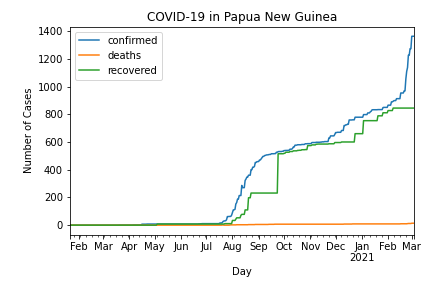 COVID-19 in Papua New Guinea
1400
1200
1000
800
600
400
200
0
Number of Cases
confirmed
deaths
recovered
Feb Mar Apr May Jun Jul Aug Sep Oct Nov Dec Jan Feb Mar
2021
Day